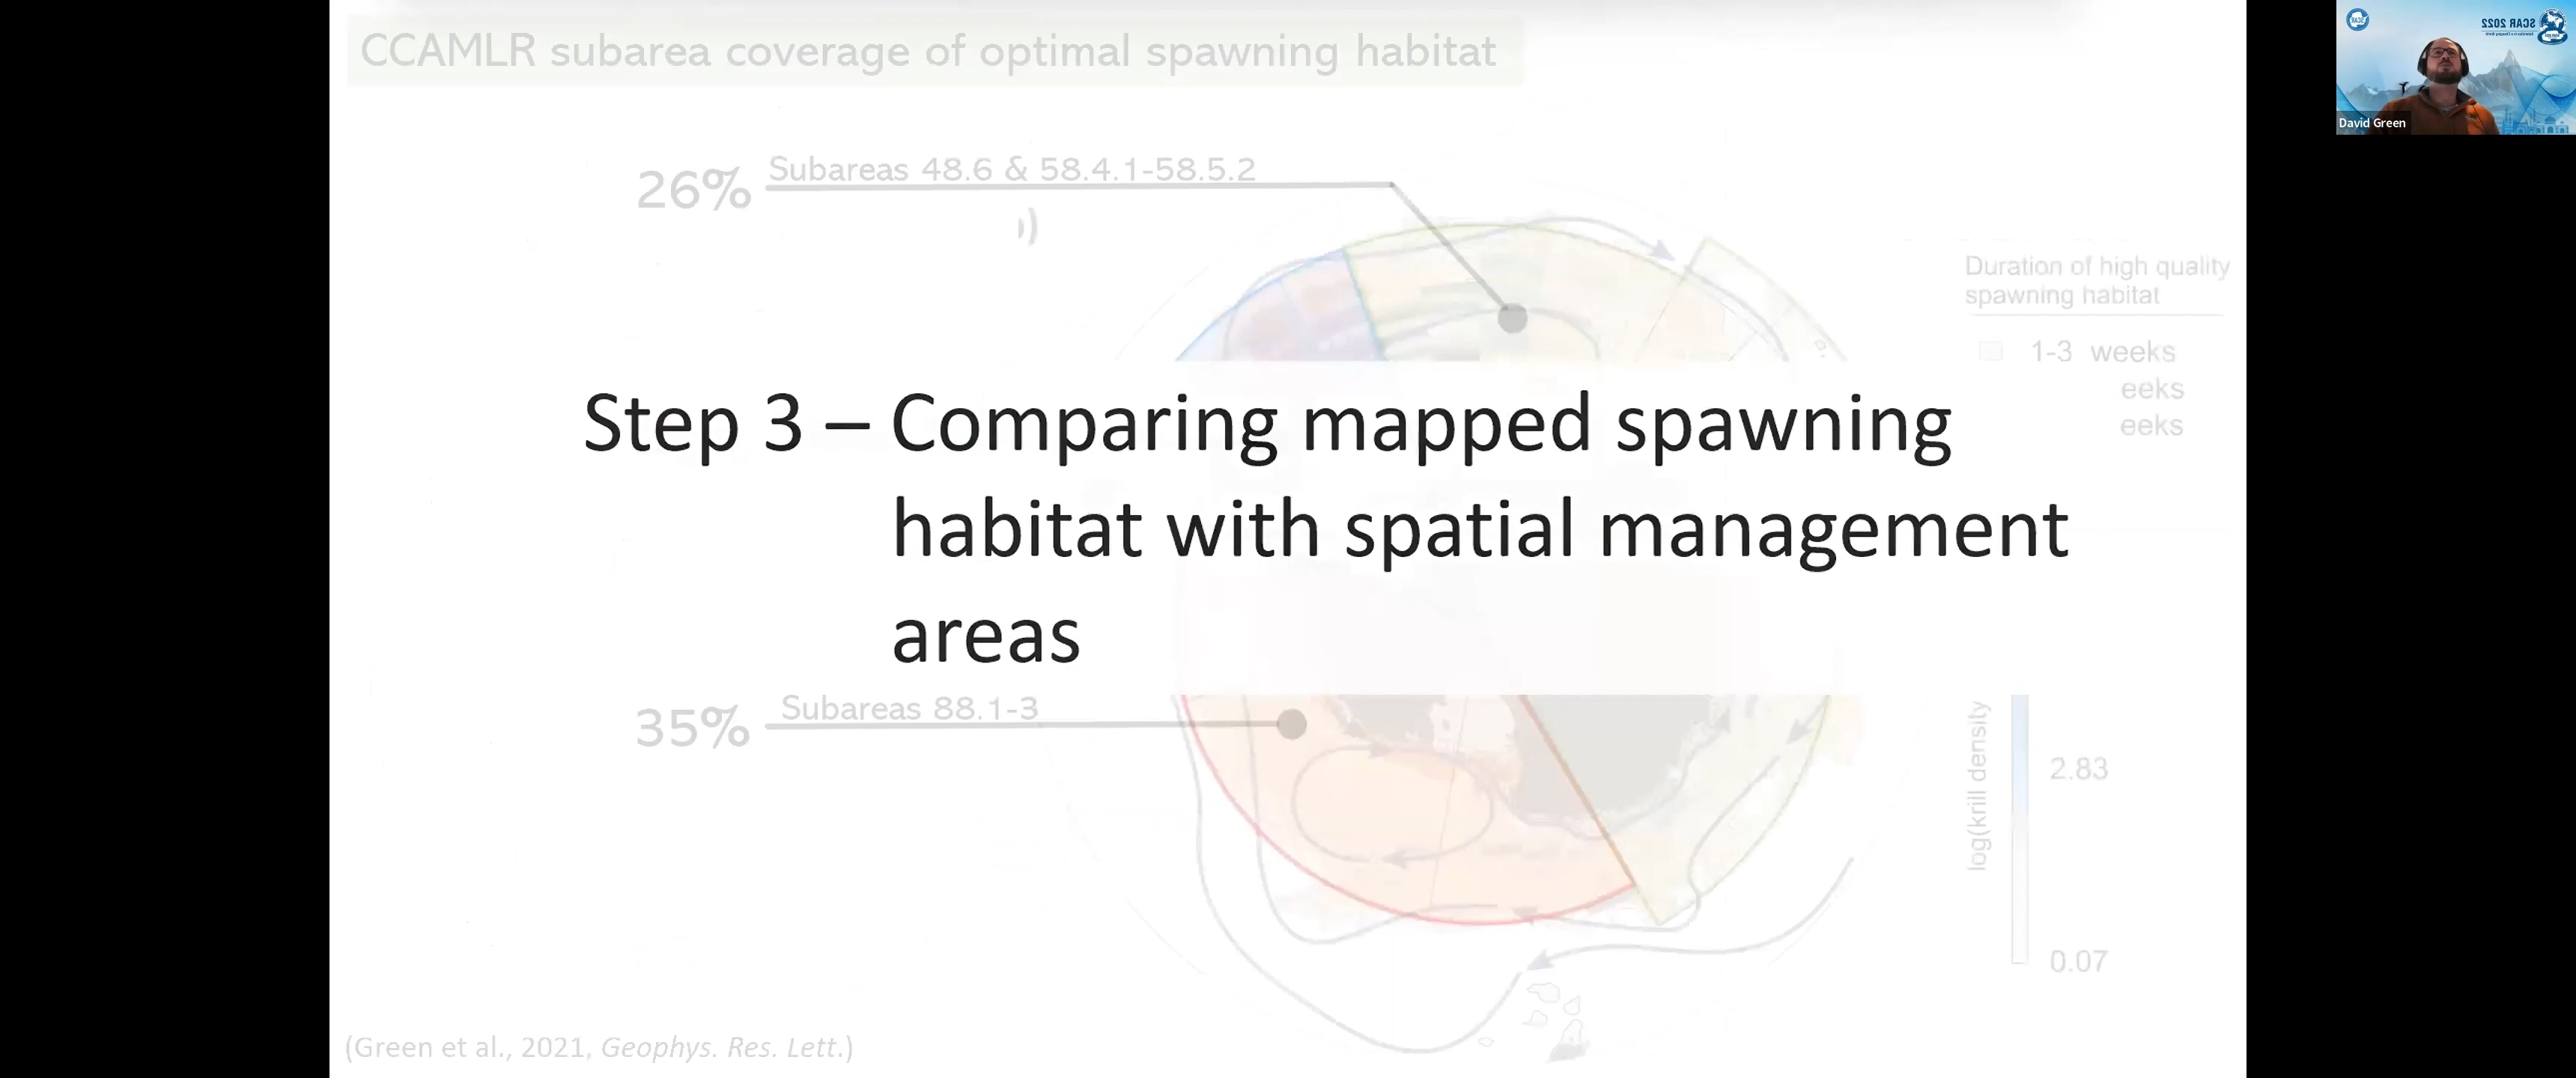 CCAMLR subarea coverage of optimal spawning habitat
SCAR 2022
David Green
26% Subareas 48.6 & 58.4.1-58.5.2
Duration of high quality
spawning habitat
1-3 weeks
eeks
eeks
Step 3 – Comparing mapped spawning
habitat with spatial management
areas
35% Subareas 88.1-3
log(krill density
2.83
0.07
(Green et al., 2021, Geophys. Res. Lett.)